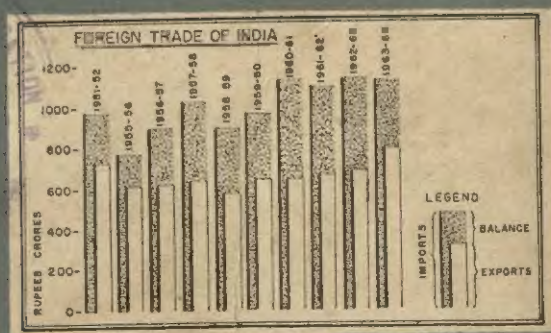 FOREIGN TRADE OF INDIA
1200-
1000-
800-
600-
400-
200-
0-
RUPEES CRORES
1951-52
1955-56
1956-57
1957-58
1958-59
1959-60
1960-61
1961-62
1962-63
LEGEND
IMPORTS
BALANCE
EXPORTS